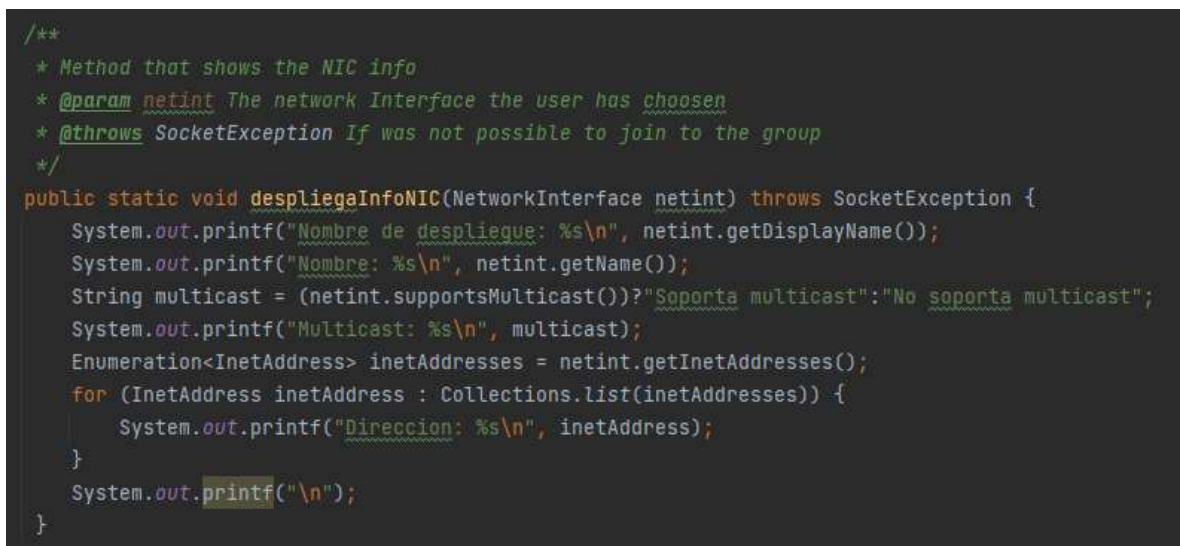 /**
 * Method that shows the NIC info
 * @param netint The network Interface the user has choosen
 * @throws SocketException If was not possible to join to the group
 */
public static void despliegaInfoNIC(NetworkInterface netint) throws SocketException {
    System.out.printf("Nombre de despliegue: %s\n", netint.getDisplayName());
    System.out.printf("Nombre: %s\n", netint.getName());
    String multicast = (netint.supportsMulticast())?"Soporta multicast":"No soporta multicast";
    System.out.printf("Multicast: %s\n", multicast);
    Enumeration<InetAddress> inetAddresses = netint.getInetAddresses();
    for (InetAddress inetAddress : Collections.list(inetAddresses)) {
        System.out.printf("Direccion: %s\n", inetAddress);
    }
    System.out.printf("\n");
}